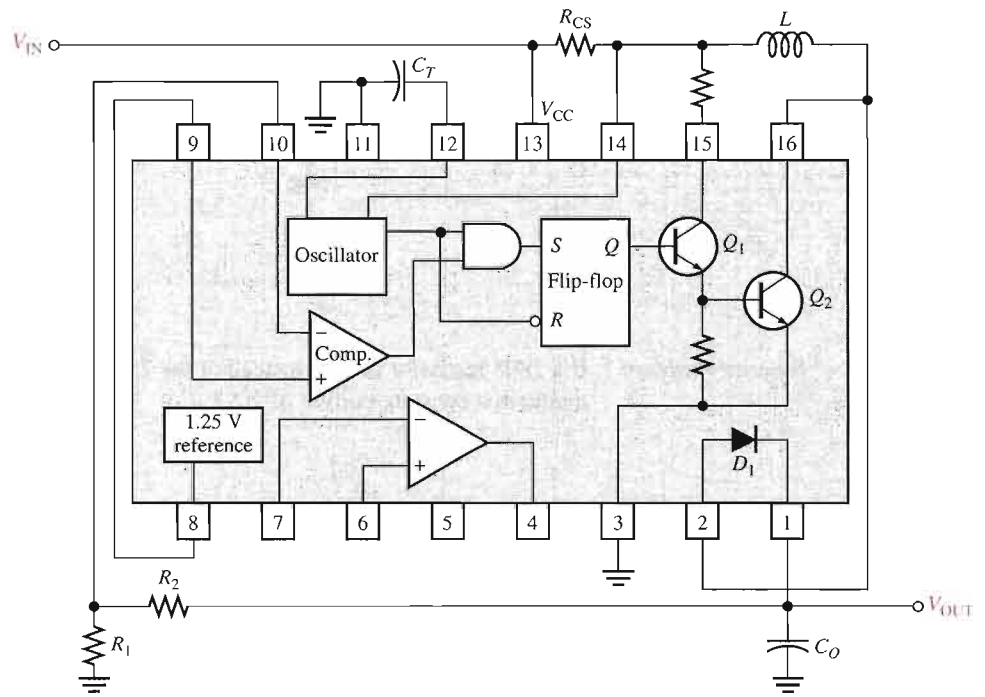 R_CS L
V_IN
C_T
V_CC
9 10 11 12 13 14 15 16
Oscillator
S Q
Flip-flop
R
Q_1
Q_2
−
Comp.
+
1.25 V
reference
−
+
D_1
8 7 6 5 4 3 2 1
R_2
V_OUT
R_1
C_O